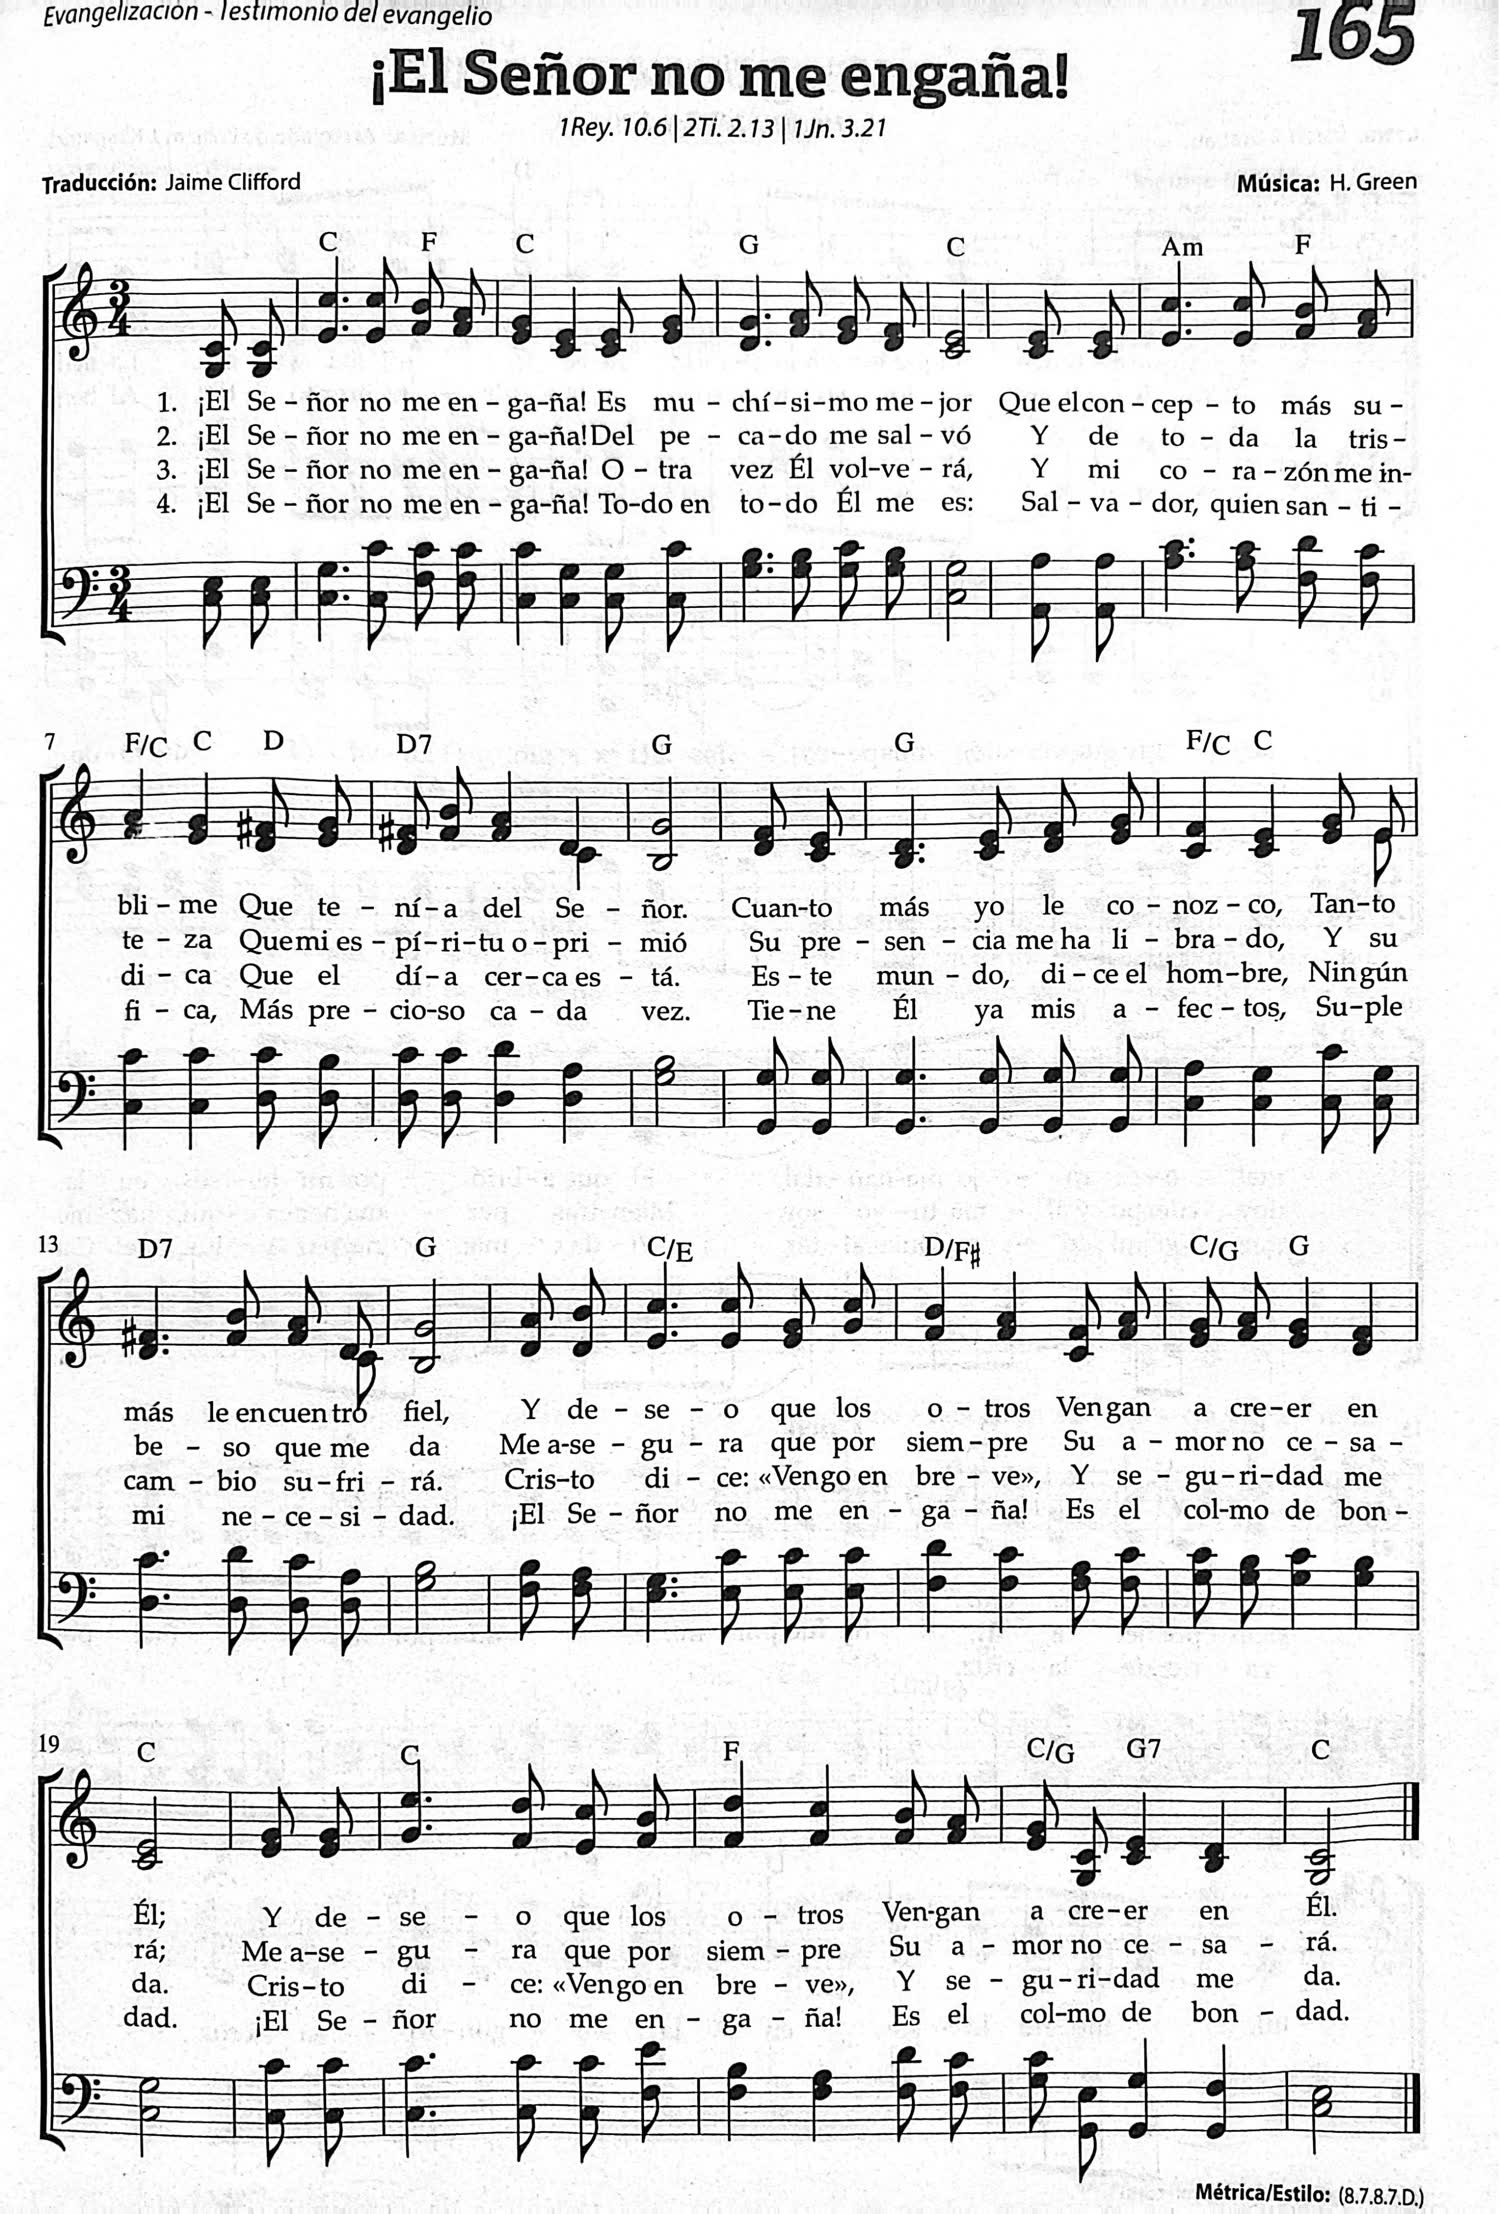 Evangelización - Testimonio del evangelio
165
¡El Señor no me engaña!
1Rey. 10.6 | 2Ti. 2.13 | 1Jn. 3.21
Traducción: Jaime Clifford
Música: H. Green
C F C G C Am F
1. ¡El Se – ñor no me en – ga–ña! Es mu – chí–si–mo me–jor Que el con – cep – to más su –
2. ¡El Se – ñor no me en – ga–ña! Del pe – ca–do me sal–vó Y de to – da la tris –
3. ¡El Se – ñor no me en – ga–ña! O – tra vez Él vol–ve – rá, Y mi co – ra – zón me in-
4. ¡El Se – ñor no me en – ga–ña! To–do en to–do Él me es: Sal – va – dor, quien san – ti –
7 F/C C D D7 G G F/C C
bli – me Que te – ní–a del Se – ñor. Cuan-to más yo le co – noz – co, Tan–to
te – za Que mi es – pí–ri–tu o–pri – mió Su pre – sen – cia me ha li – bra – do, Y su
di – ca Que el dí–a cer–ca es – tá. Es – te mun – do, di – ce el hom–bre, Ningún
fi – ca, Más pre – cio-so ca – da vez. Tie–ne Él ya mis a – fec – tos, Su–ple
13 D7 G C/E D/F♯ C/G G
más le encuentro fiel, Y de – se – o que los o – tros Vengan a cre–er en
be – so que me da Me a-se – gu – ra que por siem – pre Su a – mor no ce – sa –
cam – bio su–fri – rá. Cris–to di – ce: «Vengo en bre – ve», Y se – gu–ri–dad me
mi ne – ce–si – dad. ¡El Se – ñor no me en – ga – ña! Es el col–mo de bon –
19 C C F C/G G7 C
Él; Y de – se – o que los o – tros Ven-gan a cre–er en Él.
rá; Me a–se – gu – ra que por siem – pre Su a – mor no ce – sa – rá.
da. Cris–to di – ce: «Vengo en bre – ve», Y se – gu–ri–dad me da.
dad. ¡El Se – ñor no me en – ga – ña! Es el col–mo de bon – dad.
Métrica/Estilo: (8.7.8.7.D.)